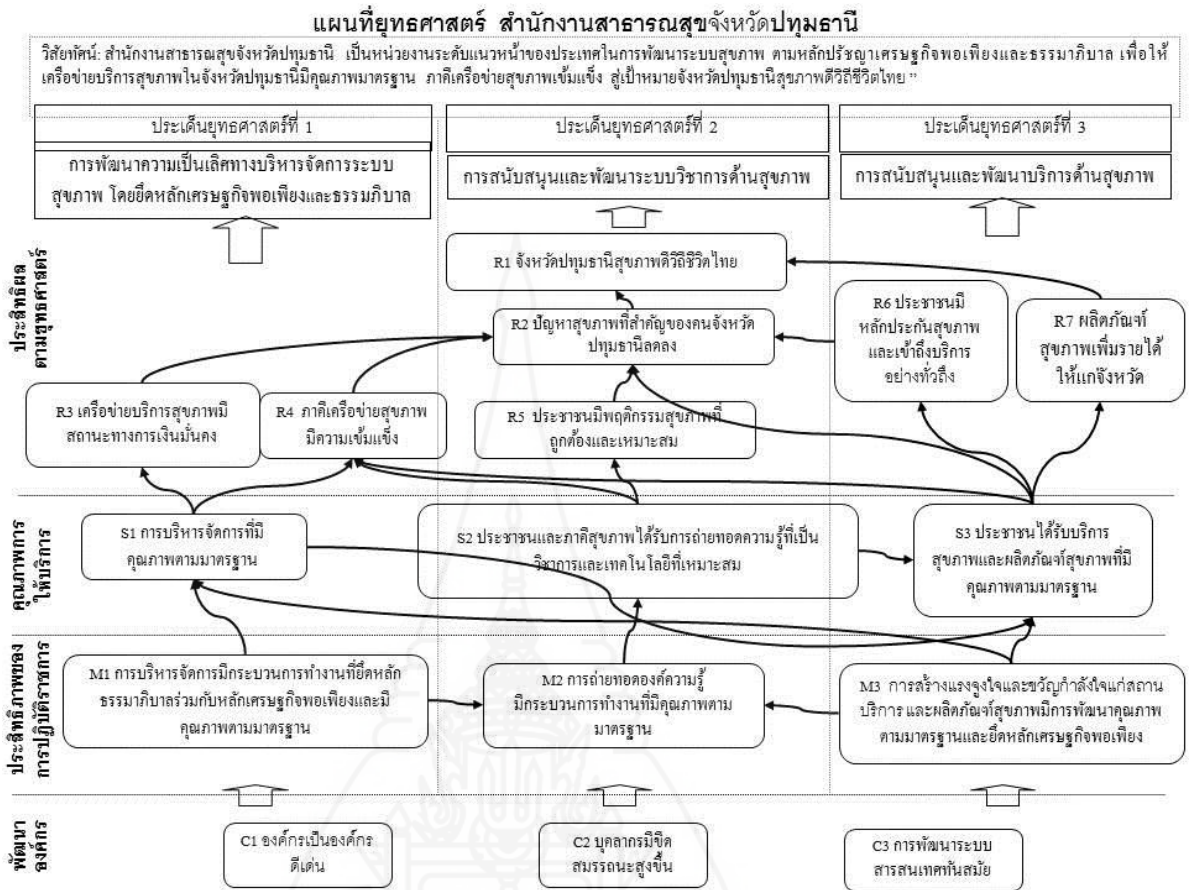 แผนที่ยุทธศาสตร์ สำนักงานสาธารณสุขจังหวัดปทุมธานี
วิสัยทัศน์: สำนักงานสาธารณสุขจังหวัดปทุมธานี เป็นหน่วยงานระดับแนวหน้าของประเทศในการพัฒนาระบบสุขภาพ ตามหลักปรัชญาเศรษฐกิจพอเพียงและธรรมาภิบาล เพื่อให้
เครือข่ายบริการสุขภาพในจังหวัดปทุมธานีมีคุณภาพมาตรฐาน ภาคีเครือข่ายสุขภาพเข้มแข็ง สู่เป้าหมายจังหวัดปทุมธานีสุขภาพดีวิถีชีวิตไทย ”
ประเด็นยุทธศาสตร์ที่ 1
ประเด็นยุทธศาสตร์ที่ 2
ประเด็นยุทธศาสตร์ที่ 3
การพัฒนาความเป็นเลิศทางบริหารจัดการระบบ
สุขภาพ โดยยึดหลักเศรษฐกิจพอเพียงและธรรมภิบาล
การสนับสนุนและพัฒนาระบบวิชาการด้านสุขภาพ
การสนับสนุนและพัฒนาบริการด้านสุขภาพ
ประสิทธิผล
ตามยุทธศาสตร์
R1 จังหวัดปทุมธานีสุขภาพดีวิถีชีวิตไทย
R2 ปัญหาสุขภาพที่สำคัญของคนจังหวัด
ปทุมธานีลดลง
R6 ประชาชนมี
หลักประกันสุขภาพ
และเข้าถึงบริการ
อย่างทั่วถึง
R7 ผลิตภัณฑ์
สุขภาพเพิ่มรายได้
ให้แก่จังหวัด
R3 เครือข่ายบริการสุขภาพมี
สถานะทางการเงินมั่นคง
R4 ภาคีเครือข่ายสุขภาพ
มีความเข้มแข็ง
R5 ประชาชนมีพฤติกรรมสุขภาพที่
ถูกต้องและเหมาะสม
คุณภาพการ
ให้บริการ
S1 การบริหารจัดการที่มี
คุณภาพตามมาตรฐาน
S2 ประชาชนและภาคีสุขภาพได้รับการถ่ายทอดความรู้ที่เป็น
วิชาการและเทคโนโลยีที่เหมาะสม
S3 ประชาชนได้รับบริการ
สุขภาพและผลิตภัณฑ์สุขภาพที่มี
คุณภาพตามมาตรฐาน
ประสิทธิภาพของ
การปฏิบัติราชการ
M1 การบริหารจัดการมีกระบวนการทำงานที่ยึดหลัก
ธรรมาภิบาลร่วมกับหลักเศรษฐกิจพอเพียงและมี
คุณภาพตามมาตรฐาน
M2 การถ่ายทอดองค์ความรู้
มีกระบวนการทำงานที่มีคุณภาพตาม
มาตรฐาน
M3 การสร้างแรงจูงใจและขวัญกำลังใจแก่สถาน
บริการ และผลิตภัณฑ์สุขภาพมีการพัฒนาคุณภาพ
ตามมาตรฐานและยึดหลักเศรษฐกิจพอเพียง
พัฒนา
องค์กร
C1 องค์กรเป็นองค์กร
ดีเด่น
C2 บุคลากรมีขีด
สมรรถนะสูงขึ้น
C3 การพัฒนาระบบ
สารสนเทศทันสมัย